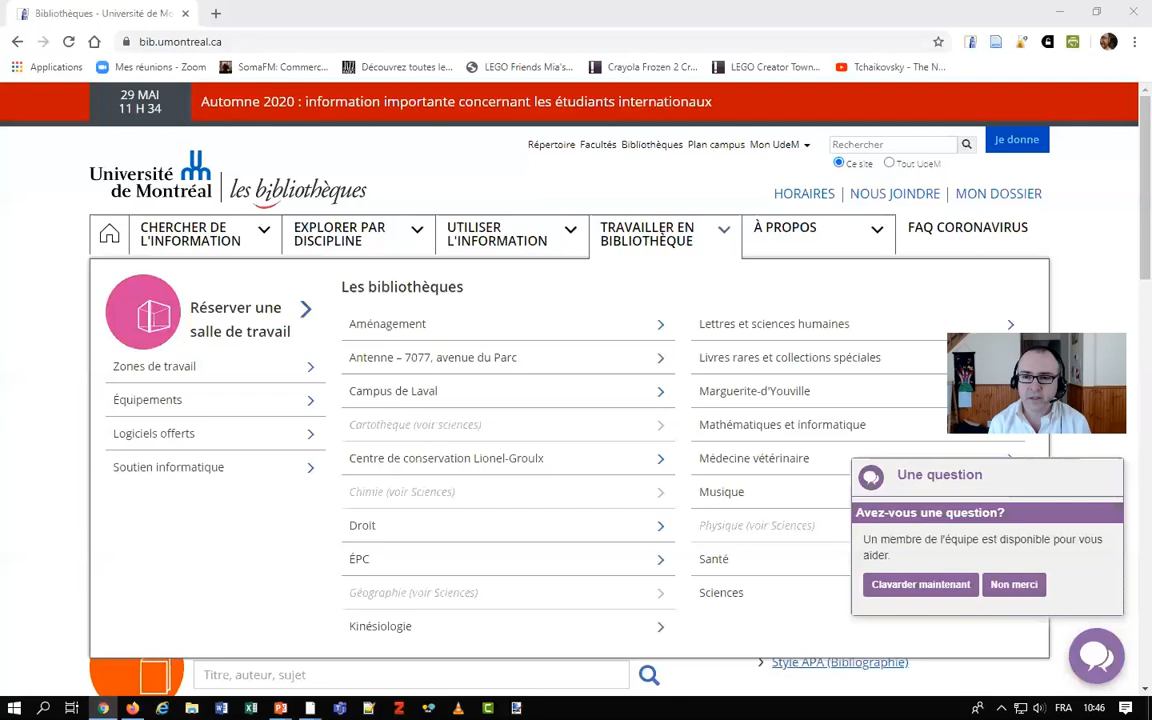 Bibliothèques - Université de Mo
bib.umontreal.ca
Applications
Mes réunions - Zoom
SomaFM: Commerc...
Découvrez toutes le...
LEGO Friends Mia's...
Crayola Frozen 2 Cr...
LEGO Creator Town...
Tchaikovsky - The N...
29 MAI
11 H 34
Automne 2020 : information importante concernant les étudiants internationaux
Répertoire Facultés Bibliothèques Plan campus Mon UdeM
Rechercher
Je donne
Ce site Tout UdeM
Université
de Montréal
les bibliothèques
HORAIRES | NOUS JOINDRE | MON DOSSIER
CHERCHER DE
L'INFORMATION
EXPLORER PAR
DISCIPLINE
UTILISER
L'INFORMATION
TRAVAILLER EN
BIBLIOTHÈQUE
À PROPOS
FAQ CORONAVIRUS
Réserver une
salle de travail
Zones de travail
Équipements
Logiciels offerts
Soutien informatique
Les bibliothèques
Aménagement
Antenne – 7077, avenue du Parc
Campus de Laval
Cartothèque (voir sciences)
Centre de conservation Lionel-Groulx
Chimie (voir Sciences)
Droit
ÉPC
Géographie (voir Sciences)
Kinésiologie
Lettres et sciences humaines
Livres rares et collections spéciales
Marguerite-d'Youville
Mathématiques et informatique
Médecine vétérinaire
Musique
Physique (voir Sciences)
Santé
Sciences
Une question
Avez-vous une question?
Un membre de l'équipe est disponible pour vous
aider.
Clavarder maintenant
Non merci
Titre, auteur, sujet
Style APA (Bibliographie)
FRA
10:46